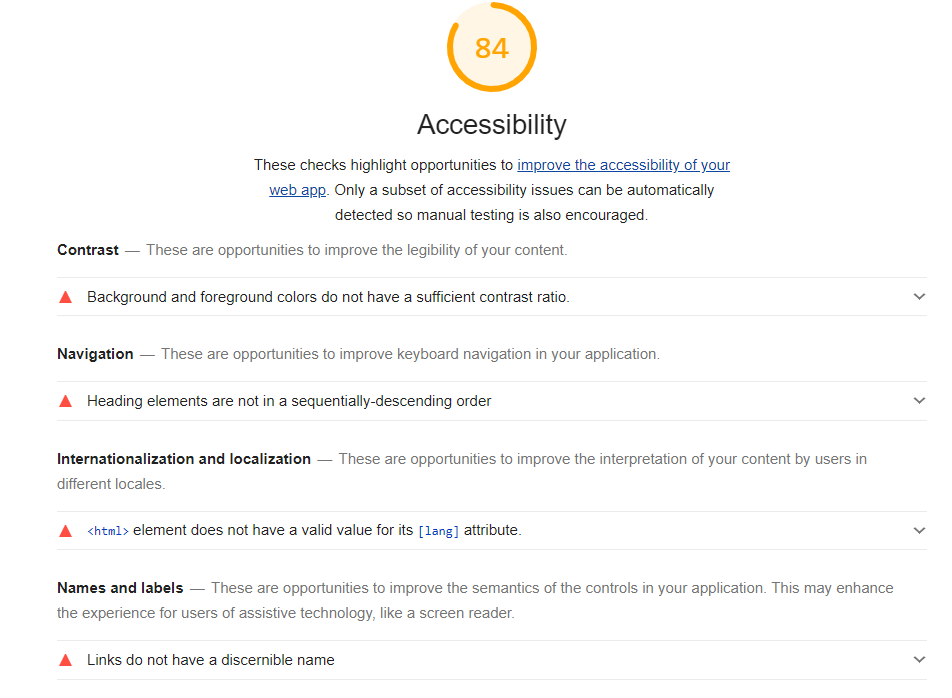 84
Accessibility
These checks highlight opportunities to improve the accessibility of your
web app. Only a subset of accessibility issues can be automatically
detected so manual testing is also encouraged.
Contrast — These are opportunities to improve the legibility of your content.
Background and foreground colors do not have a sufficient contrast ratio.
Navigation — These are opportunities to improve keyboard navigation in your application.
Heading elements are not in a sequentially-descending order
Internationalization and localization — These are opportunities to improve the interpretation of your content by users in
different locales.
<html> element does not have a valid value for its [lang] attribute.
Names and labels — These are opportunities to improve the semantics of the controls in your application. This may enhance
the experience for users of assistive technology, like a screen reader.
Links do not have a discernible name